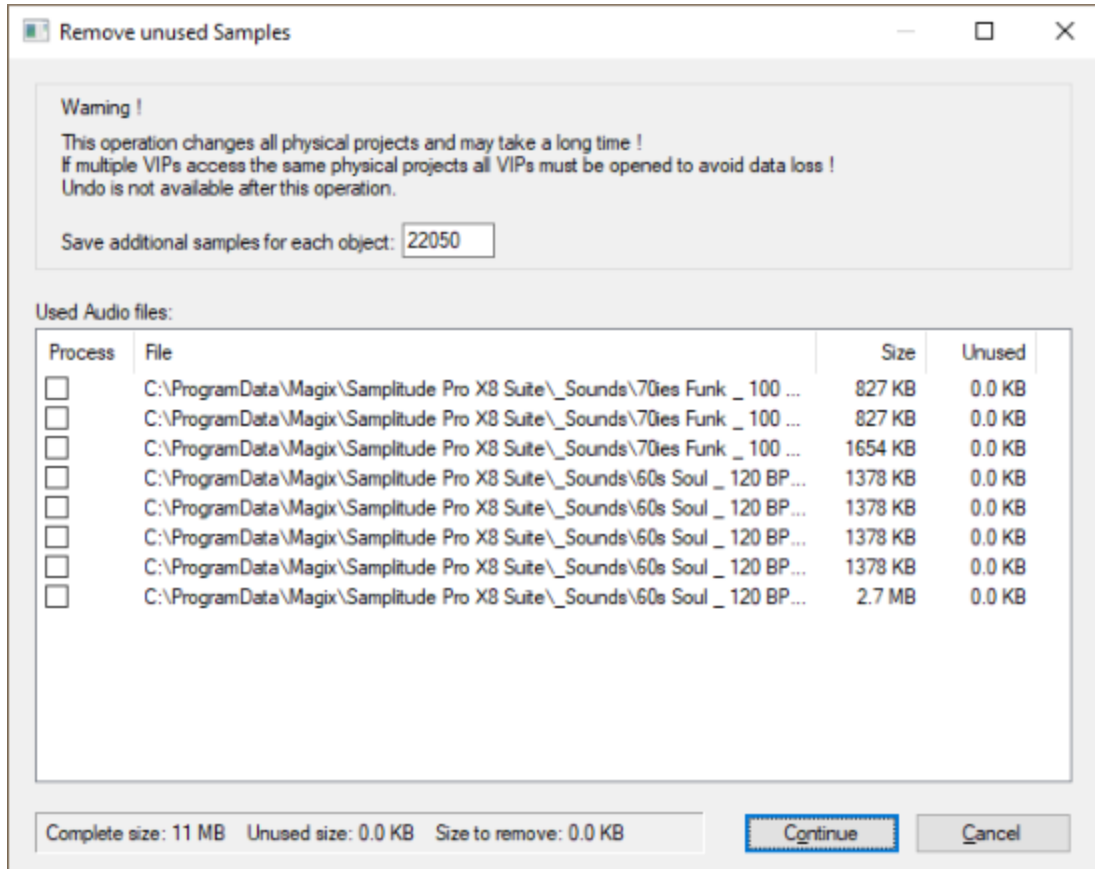 Remove unused Samples
Warning !
This operation changes all physical projects and may take a long time !
If multiple VIPs access the same physical projects all VIPs must be opened to avoid data loss !
Undo is not available after this operation.
Save additional samples for each object: 22050
Used Audio files:
Process File Size Unused
C:\ProgramData\Magix\Samplitude Pro X8 Suite\_Sounds\70ies Funk _ 100 ... 827 KB 0.0 KB
C:\ProgramData\Magix\Samplitude Pro X8 Suite\_Sounds\70ies Funk _ 100 ... 827 KB 0.0 KB
C:\ProgramData\Magix\Samplitude Pro X8 Suite\_Sounds\70ies Funk _ 100 ... 1654 KB 0.0 KB
C:\ProgramData\Magix\Samplitude Pro X8 Suite\_Sounds\60s Soul _ 120 BP... 1378 KB 0.0 KB
C:\ProgramData\Magix\Samplitude Pro X8 Suite\_Sounds\60s Soul _ 120 BP... 1378 KB 0.0 KB
C:\ProgramData\Magix\Samplitude Pro X8 Suite\_Sounds\60s Soul _ 120 BP... 1378 KB 0.0 KB
C:\ProgramData\Magix\Samplitude Pro X8 Suite\_Sounds\60s Soul _ 120 BP... 1378 KB 0.0 KB
C:\ProgramData\Magix\Samplitude Pro X8 Suite\_Sounds\60s Soul _ 120 BP... 2.7 MB 0.0 KB
Complete size: 11 MB Unused size: 0.0 KB Size to remove: 0.0 KB Continue Cancel